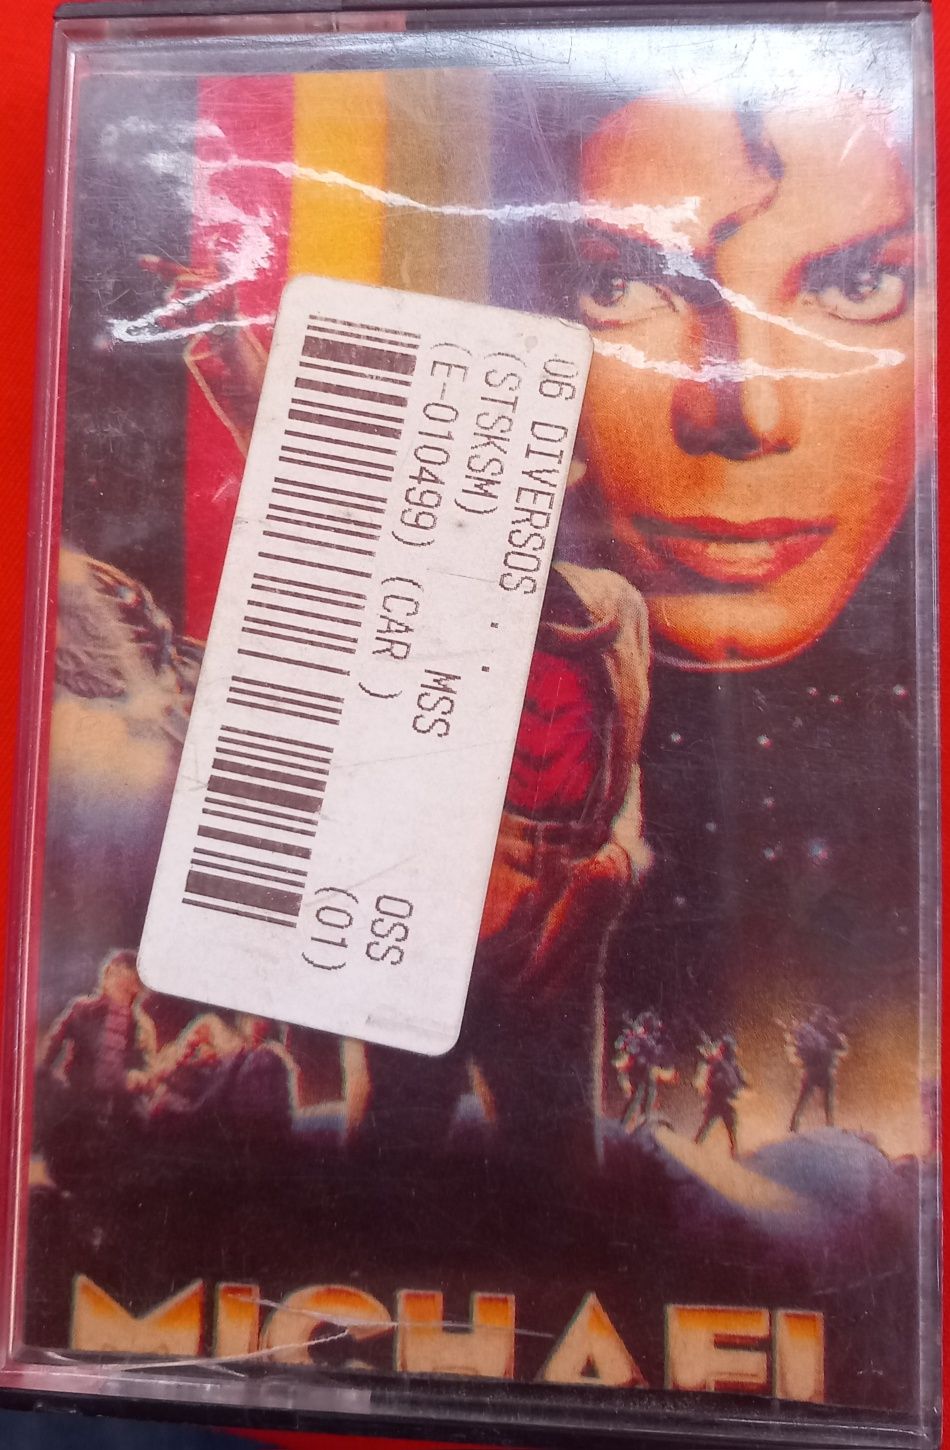 06 DIVERSOS . .
(STSKSM) MSS OSS
(E-010499) (CAR ) (01)
MICHAEL